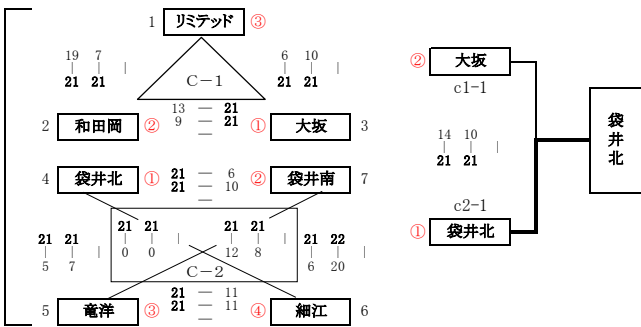 1 リミテッド ③
19 7
| | |
21 21
6 10
| | |
21 21
C-1
13 — 21
9 — 21
—
2 和田岡 ②
① 大坂 3
4 袋井北 ①
21 — 6
21 — 10
—
② 袋井南 7
21 21
| | |
5 7
21 21
| | |
0 0
21 21
| | |
12 8
21 22
| | |
6 20
C-2
5 竜洋 ③
21 — 11
21 — 11
—
④ 細江 6
② 大坂
c1-1
14 10
| | |
21 21
c2-1
① 袋井北
袋井北